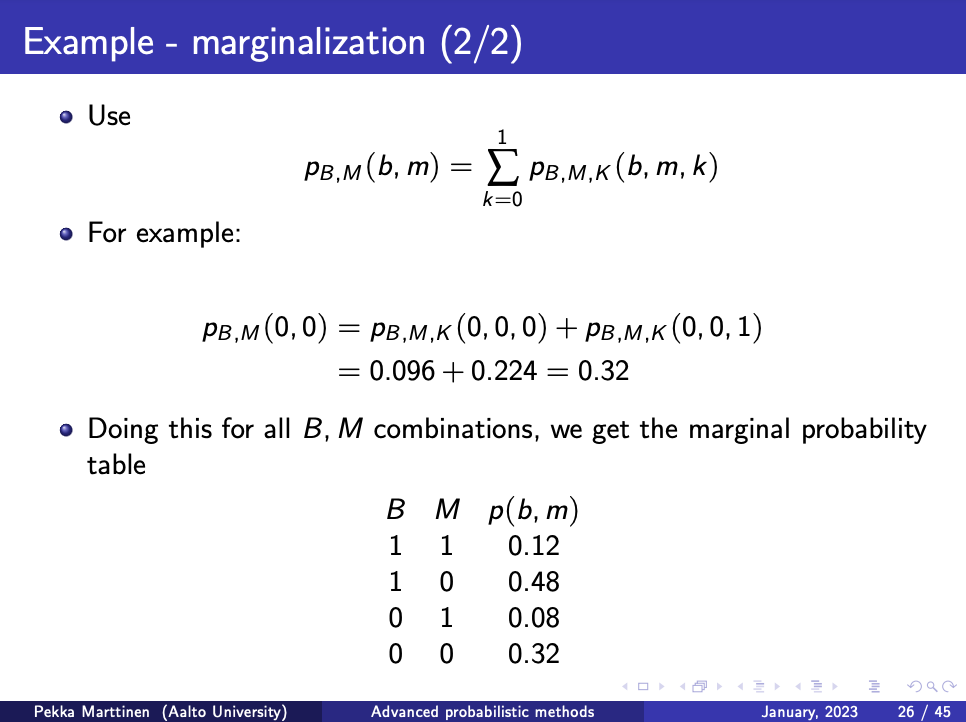 Example - marginalization (2/2)
Use
p_{B,M}(b, m) = \sum_{k=0}^{1} p_{B,M,K}(b, m, k)
For example:
p_{B,M}(0, 0) = p_{B,M,K}(0, 0, 0) + p_{B,M,K}(0, 0, 1)
= 0.096 + 0.224 = 0.32
Doing this for all B, M combinations, we get the marginal probability
table
B M p(b, m)
1 1 0.12
1 0 0.48
0 1 0.08
0 0 0.32
Pekka Marttinen (Aalto University) Advanced probabilistic methods January, 2023 26 / 45